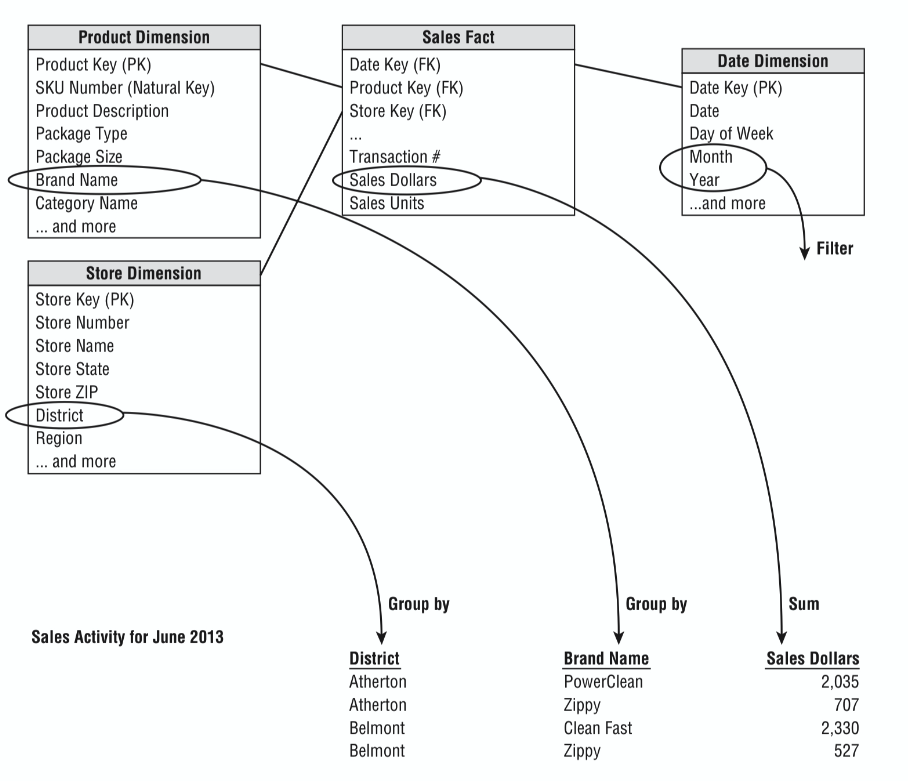 Product Dimension
Product Key (PK)
SKU Number (Natural Key)
Product Description
Package Type
Package Size
Brand Name
Category Name
... and more
Sales Fact
Date Key (FK)
Product Key (FK)
Store Key (FK)
...
Transaction #
Sales Dollars
Sales Units
Date Dimension
Date Key (PK)
Date
Day of Week
Month
Year
...and more
Filter
Store Dimension
Store Key (PK)
Store Number
Store Name
Store State
Store ZIP
District
Region
... and more
Group by
Group by
Sum
Sales Activity for June 2013
District Brand Name Sales Dollars
Atherton PowerClean 2,035
Atherton Zippy 707
Belmont Clean Fast 2,330
Belmont Zippy 527